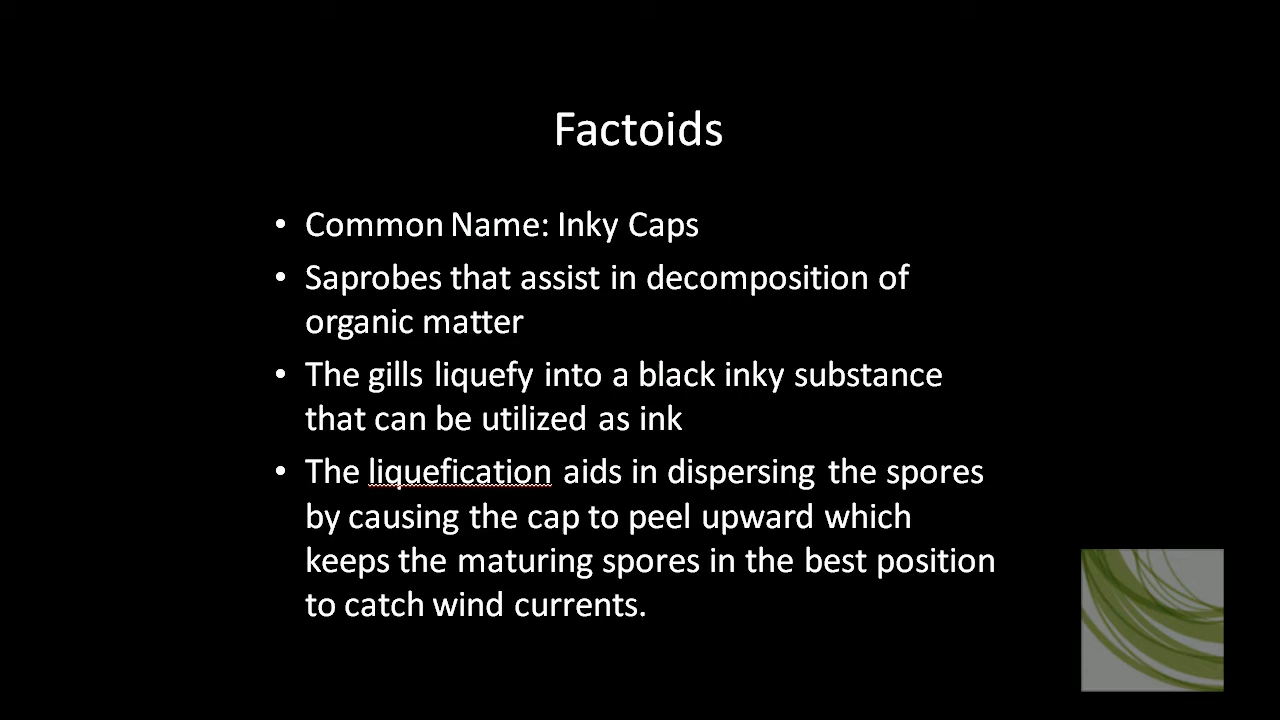 Factoids
• Common Name: Inky Caps
• Saprobes that assist in decomposition of
organic matter
• The gills liquefy into a black inky substance
that can be utilized as ink
• The liquefication aids in dispersing the spores
by causing the cap to peel upward which
keeps the maturing spores in the best position
to catch wind currents.